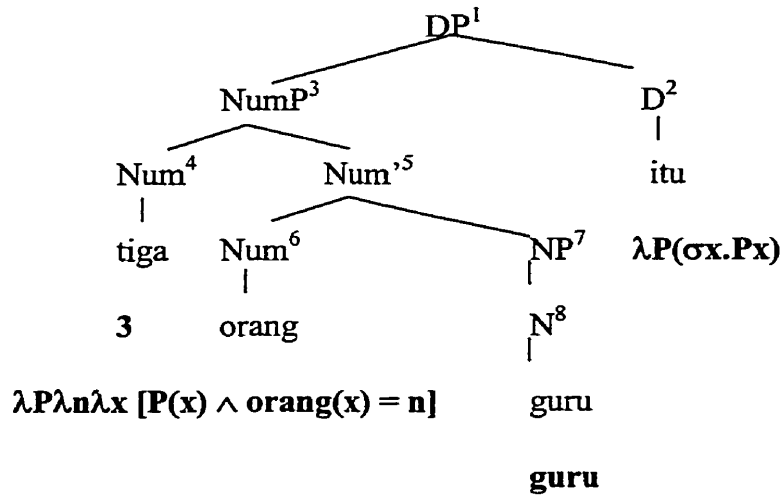 DP¹
NumP³ D²
Num⁴ Num’⁵ itu
tiga Num⁶ NP⁷ λP(σx.Px)
3 orang N⁸
λPλnλx [P(x) ∧ orang(x) = n] guru
guru